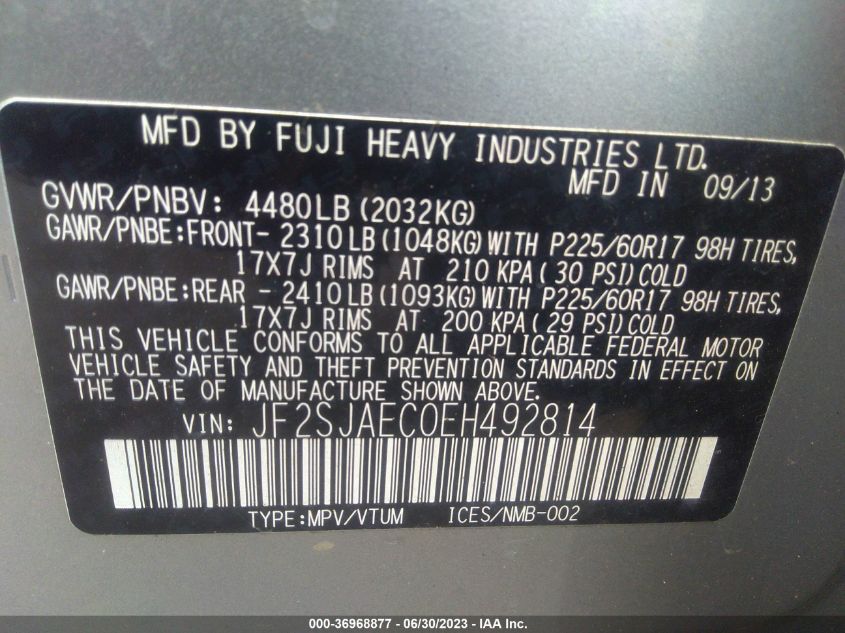 MFD BY FUJI HEAVY INDUSTRIES LTD.
MFD IN 09/13
GVWR/PNBV: 4480LB (2032KG)
GAWR/PNBE:FRONT- 2310LB (1048KG) WITH P225/60R17 98H TIRES,
17X7J RIMS AT 210 KPA ( 30 PSI) COLD
GAWR/PNBE:REAR - 2410LB (1093KG) WITH P225/60R17 98H TIRES,
17X7J RIMS AT 200 KPA ( 29 PSI) COLD
THIS VEHICLE CONFORMS TO ALL APPLICABLE FEDERAL MOTOR
VEHICLE SAFETY AND THEFT PREVENTION STANDARDS IN EFFECT ON
THE DATE OF MANUFACTURE SHOWN ABOVE.
VIN: JF2SJAEC0EH492814
TYPE:MPV/VTUM ICES/NMB-002
000-36968877 - 06/30/2023 - IAA Inc.